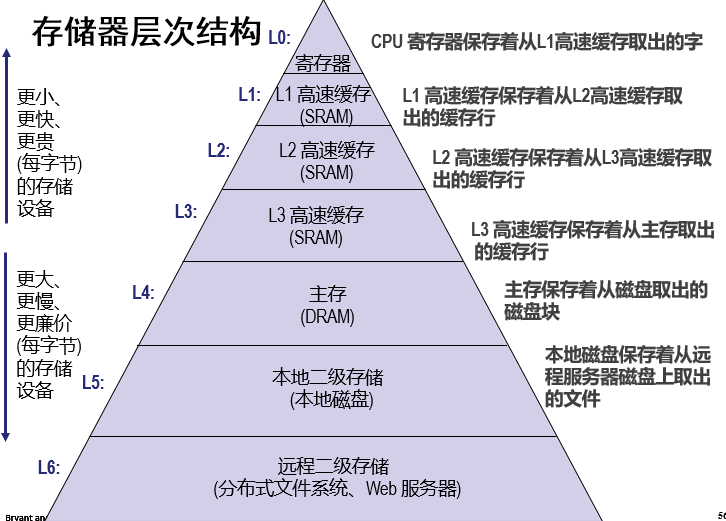 存储器层次结构
L0:
寄存器
CPU 寄存器保存着从L1高速缓存取出的字
L1:
L1 高速缓存
(SRAM)
L1 高速缓存保存着从L2高速缓存取
出的缓存行
L2:
L2 高速缓存
(SRAM)
L2 高速缓存保存着从L3高速缓存取
出的缓存行
L3:
L3 高速缓存
(SRAM)
L3 高速缓存保存着从主存取出
的缓存行
L4:
主存
(DRAM)
主存保存着从磁盘取出的
磁盘块
L5:
本地二级存储
(本地磁盘)
本地磁盘保存着从远
程服务器磁盘上取出
的文件
L6:
远程二级存储
(分布式文件系统、Web 服务器)
更小、
更快、
更贵
(每字节)
的存储
设备
更大、
更慢、
更廉价
(每字节)
的存储
设备
Bryant an